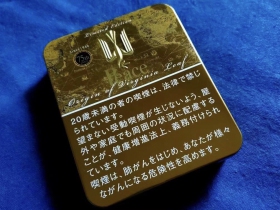 Origin of Virginia Leaf
20歳未満の者の喫煙は、法律で禁じ
られています。
望まない受動喫煙が生じないよう、屋
外や家庭でも周囲の状況に配慮する
ことが、健康増進法上、義務付けられ
ています。
喫煙は、肺がんをはじめ、あなたが様々
ながんになる危険性を高めます。